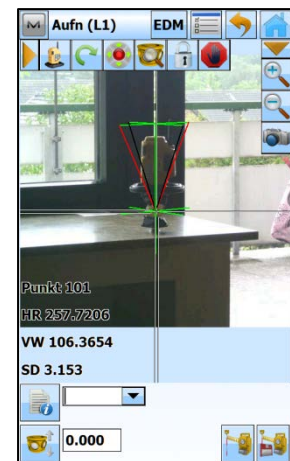 M Aufn (L1) EDM
Punkt 101
HR 257.7206
VW 106.3654
SD 3.153
0.000